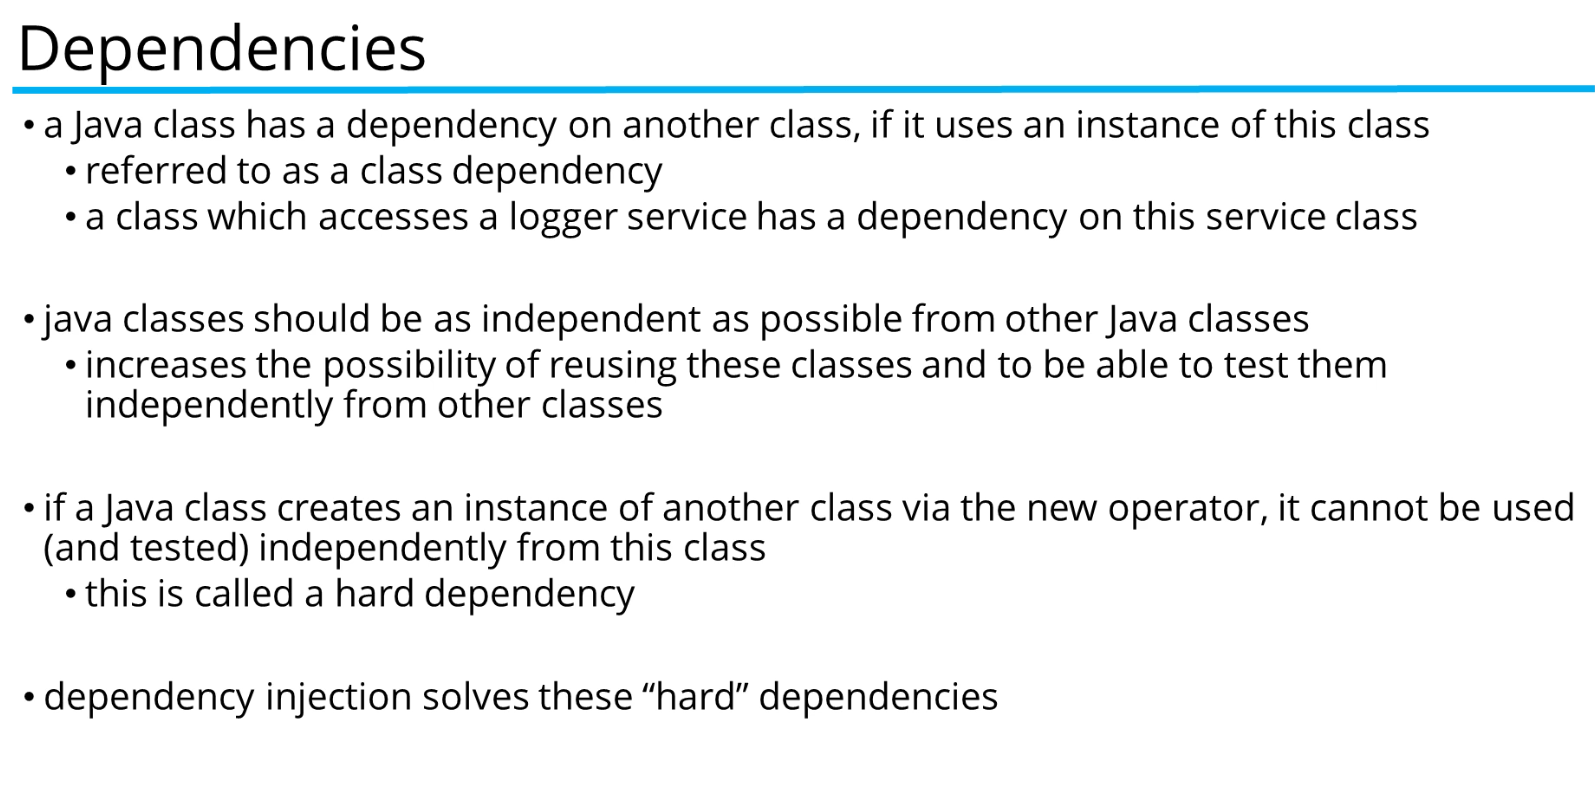 Dependencies
• a Java class has a dependency on another class, if it uses an instance of this class
• referred to as a class dependency
• a class which accesses a logger service has a dependency on this service class
• java classes should be as independent as possible from other Java classes
• increases the possibility of reusing these classes and to be able to test them
independently from other classes
• if a Java class creates an instance of another class via the new operator, it cannot be used
(and tested) independently from this class
• this is called a hard dependency
• dependency injection solves these “hard” dependencies